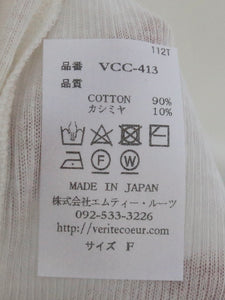 112T
品番 VCC-413
品質
COTTON 90%
カシミヤ 10%
F W
MADE IN JAPAN
株式会社エムティー・ルーツ
092-533-3226
http://veritecoeur.com/
サイズ F